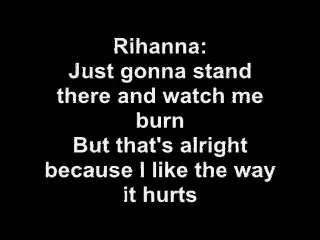 Rihanna:
Just gonna stand
there and watch me
burn
But that's alright
because I like the way
it hurts